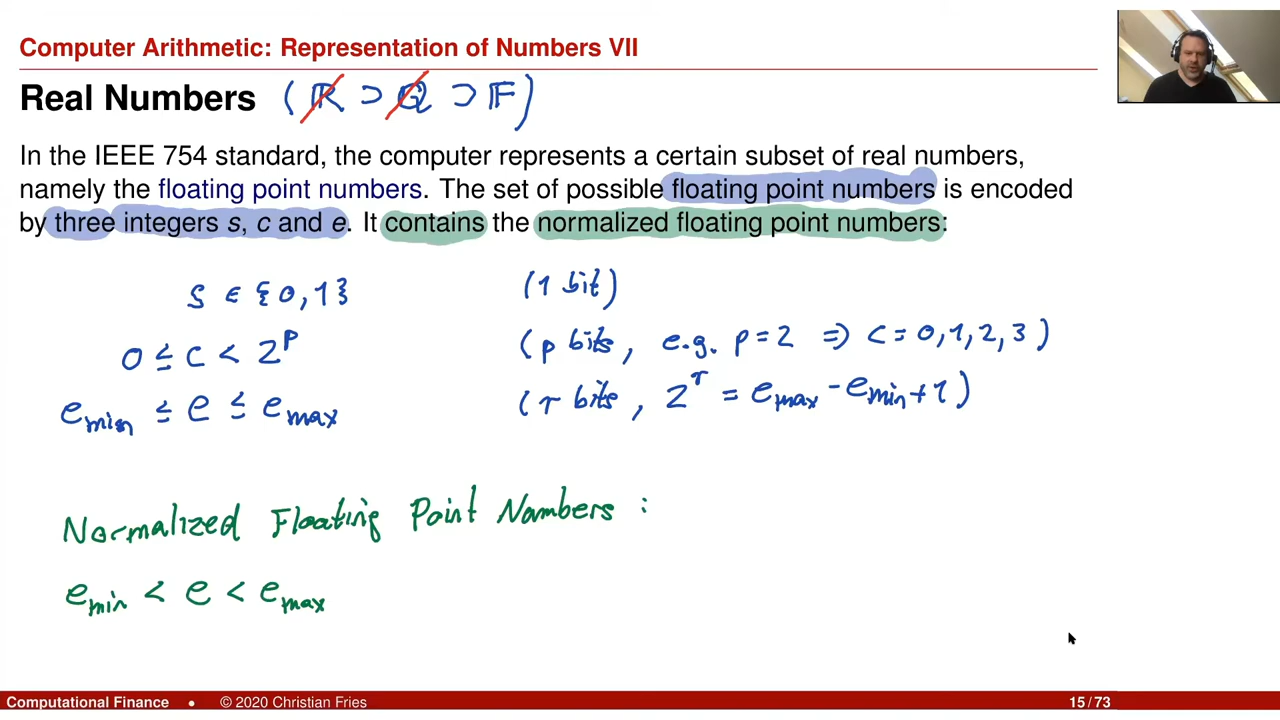 Computer Arithmetic: Representation of Numbers VII
Real Numbers (ℝ ⊃ ℚ ⊃ 𝔽)
In the IEEE 754 standard, the computer represents a certain subset of real numbers,
namely the floating point numbers. The set of possible floating point numbers is encoded
by three integers s, c and e. It contains the normalized floating point numbers:
s ∈ {0,1} (1 bit)
0 ≤ c < 2^p (p bits, e.g. p=2 ⇒ c=0,1,2,3)
e_min ≤ e ≤ e_max (r bits, 2^r = e_max - e_min + 1)
Normalized Floating Point Numbers:
e_min < e < e_max
Computational Finance • © 2020 Christian Fries 15/73